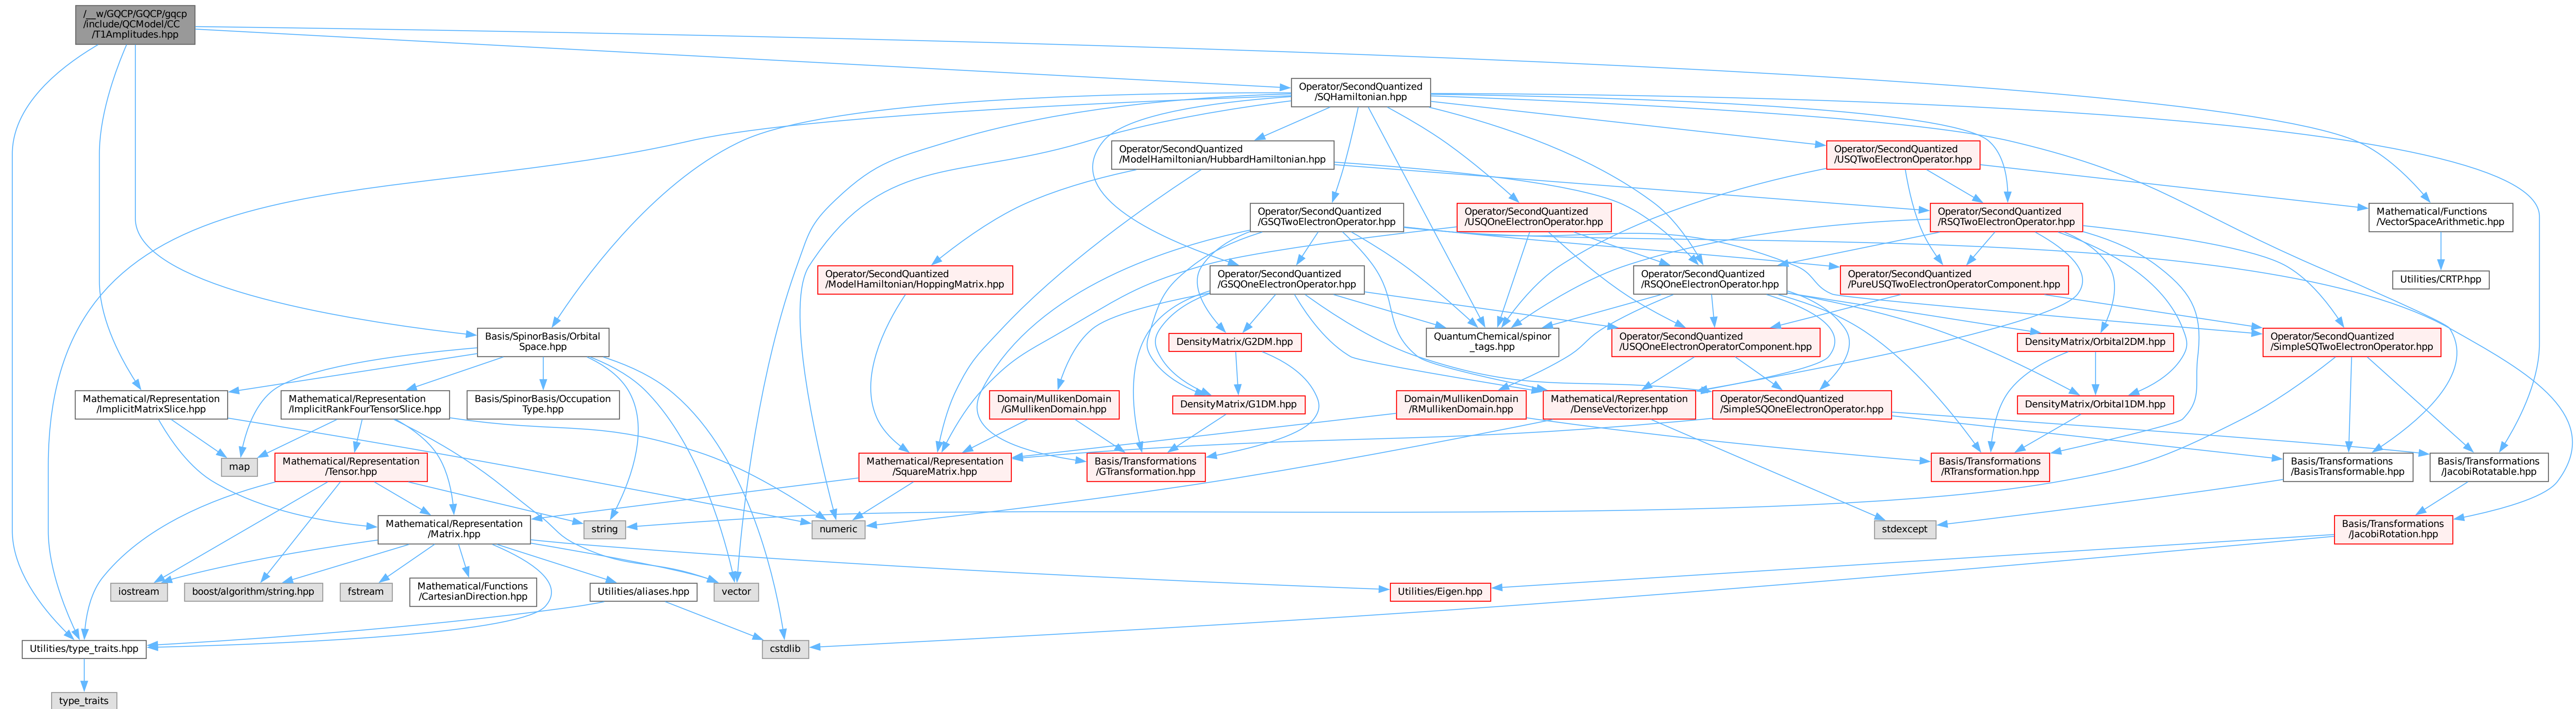 /__w/GQCP/GQCP/gqcp
/include/QCModel/CC
/T1Amplitudes.hpp
Operator/SecondQuantized
/SQHamiltonian.hpp
Operator/SecondQuantized
/ModelHamiltonian/HubbardHamiltonian.hpp
Operator/SecondQuantized
/USQTwoElectronOperator.hpp
Operator/SecondQuantized
/GSQTwoElectronOperator.hpp
Operator/SecondQuantized
/USQOneElectronOperator.hpp
Operator/SecondQuantized
/RSQTwoElectronOperator.hpp
Mathematical/Functions
/VectorSpaceArithmetic.hpp
Operator/SecondQuantized
/ModelHamiltonian/HoppingMatrix.hpp
Operator/SecondQuantized
/GSQOneElectronOperator.hpp
Operator/SecondQuantized
/RSQOneElectronOperator.hpp
Operator/SecondQuantized
/PureUSQTwoElectronOperatorComponent.hpp
Utilities/CRTP.hpp
Basis/SpinorBasis/Orbital
Space.hpp
DensityMatrix/G2DM.hpp
QuantumChemical/spinor
_tags.hpp
Operator/SecondQuantized
/USQOneElectronOperatorComponent.hpp
DensityMatrix/Orbital2DM.hpp
Operator/SecondQuantized
/SimpleSQTwoElectronOperator.hpp
Mathematical/Representation
/ImplicitMatrixSlice.hpp
Mathematical/Representation
/ImplicitRankFourTensorSlice.hpp
Basis/SpinorBasis/Occupation
Type.hpp
Domain/MullikenDomain
/GMullikenDomain.hpp
DensityMatrix/G1DM.hpp
Domain/MullikenDomain
/RMullikenDomain.hpp
Mathematical/Representation
/DenseVectorizer.hpp
Operator/SecondQuantized
/SimpleSQOneElectronOperator.hpp
DensityMatrix/Orbital1DM.hpp
map
Mathematical/Representation
/Tensor.hpp
Mathematical/Representation
/SquareMatrix.hpp
Basis/Transformations
/GTransformation.hpp
Basis/Transformations
/RTransformation.hpp
Basis/Transformations
/BasisTransformable.hpp
Basis/Transformations
/JacobiRotatable.hpp
Mathematical/Representation
/Matrix.hpp
string
numeric
stdexcept
Basis/Transformations
/JacobiRotation.hpp
iostream
boost/algorithm/string.hpp
fstream
Mathematical/Functions
/CartesianDirection.hpp
Utilities/aliases.hpp
vector
Utilities/Eigen.hpp
Utilities/type_traits.hpp
cstdlib
type_traits